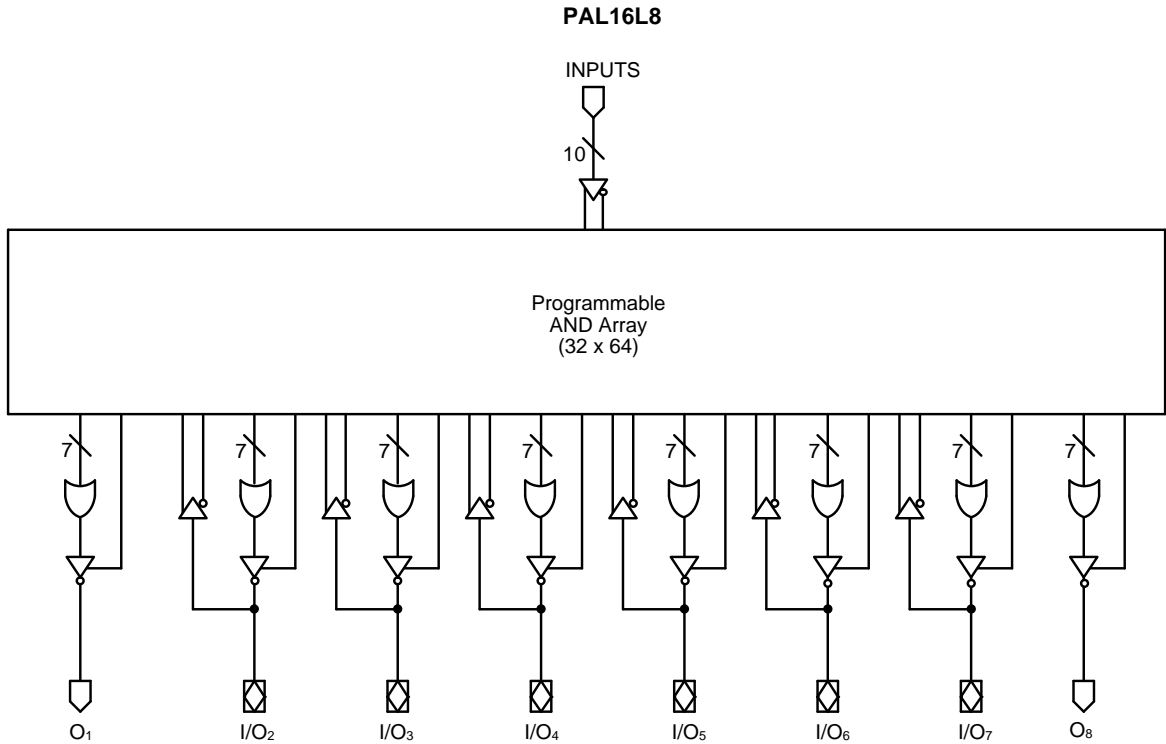 PAL16L8
INPUTS
10
Programmable
AND Array
(32 x 64)
7 7 7 7 7 7 7 7
O1 I/O2 I/O3 I/O4 I/O5 I/O6 I/O7 O8